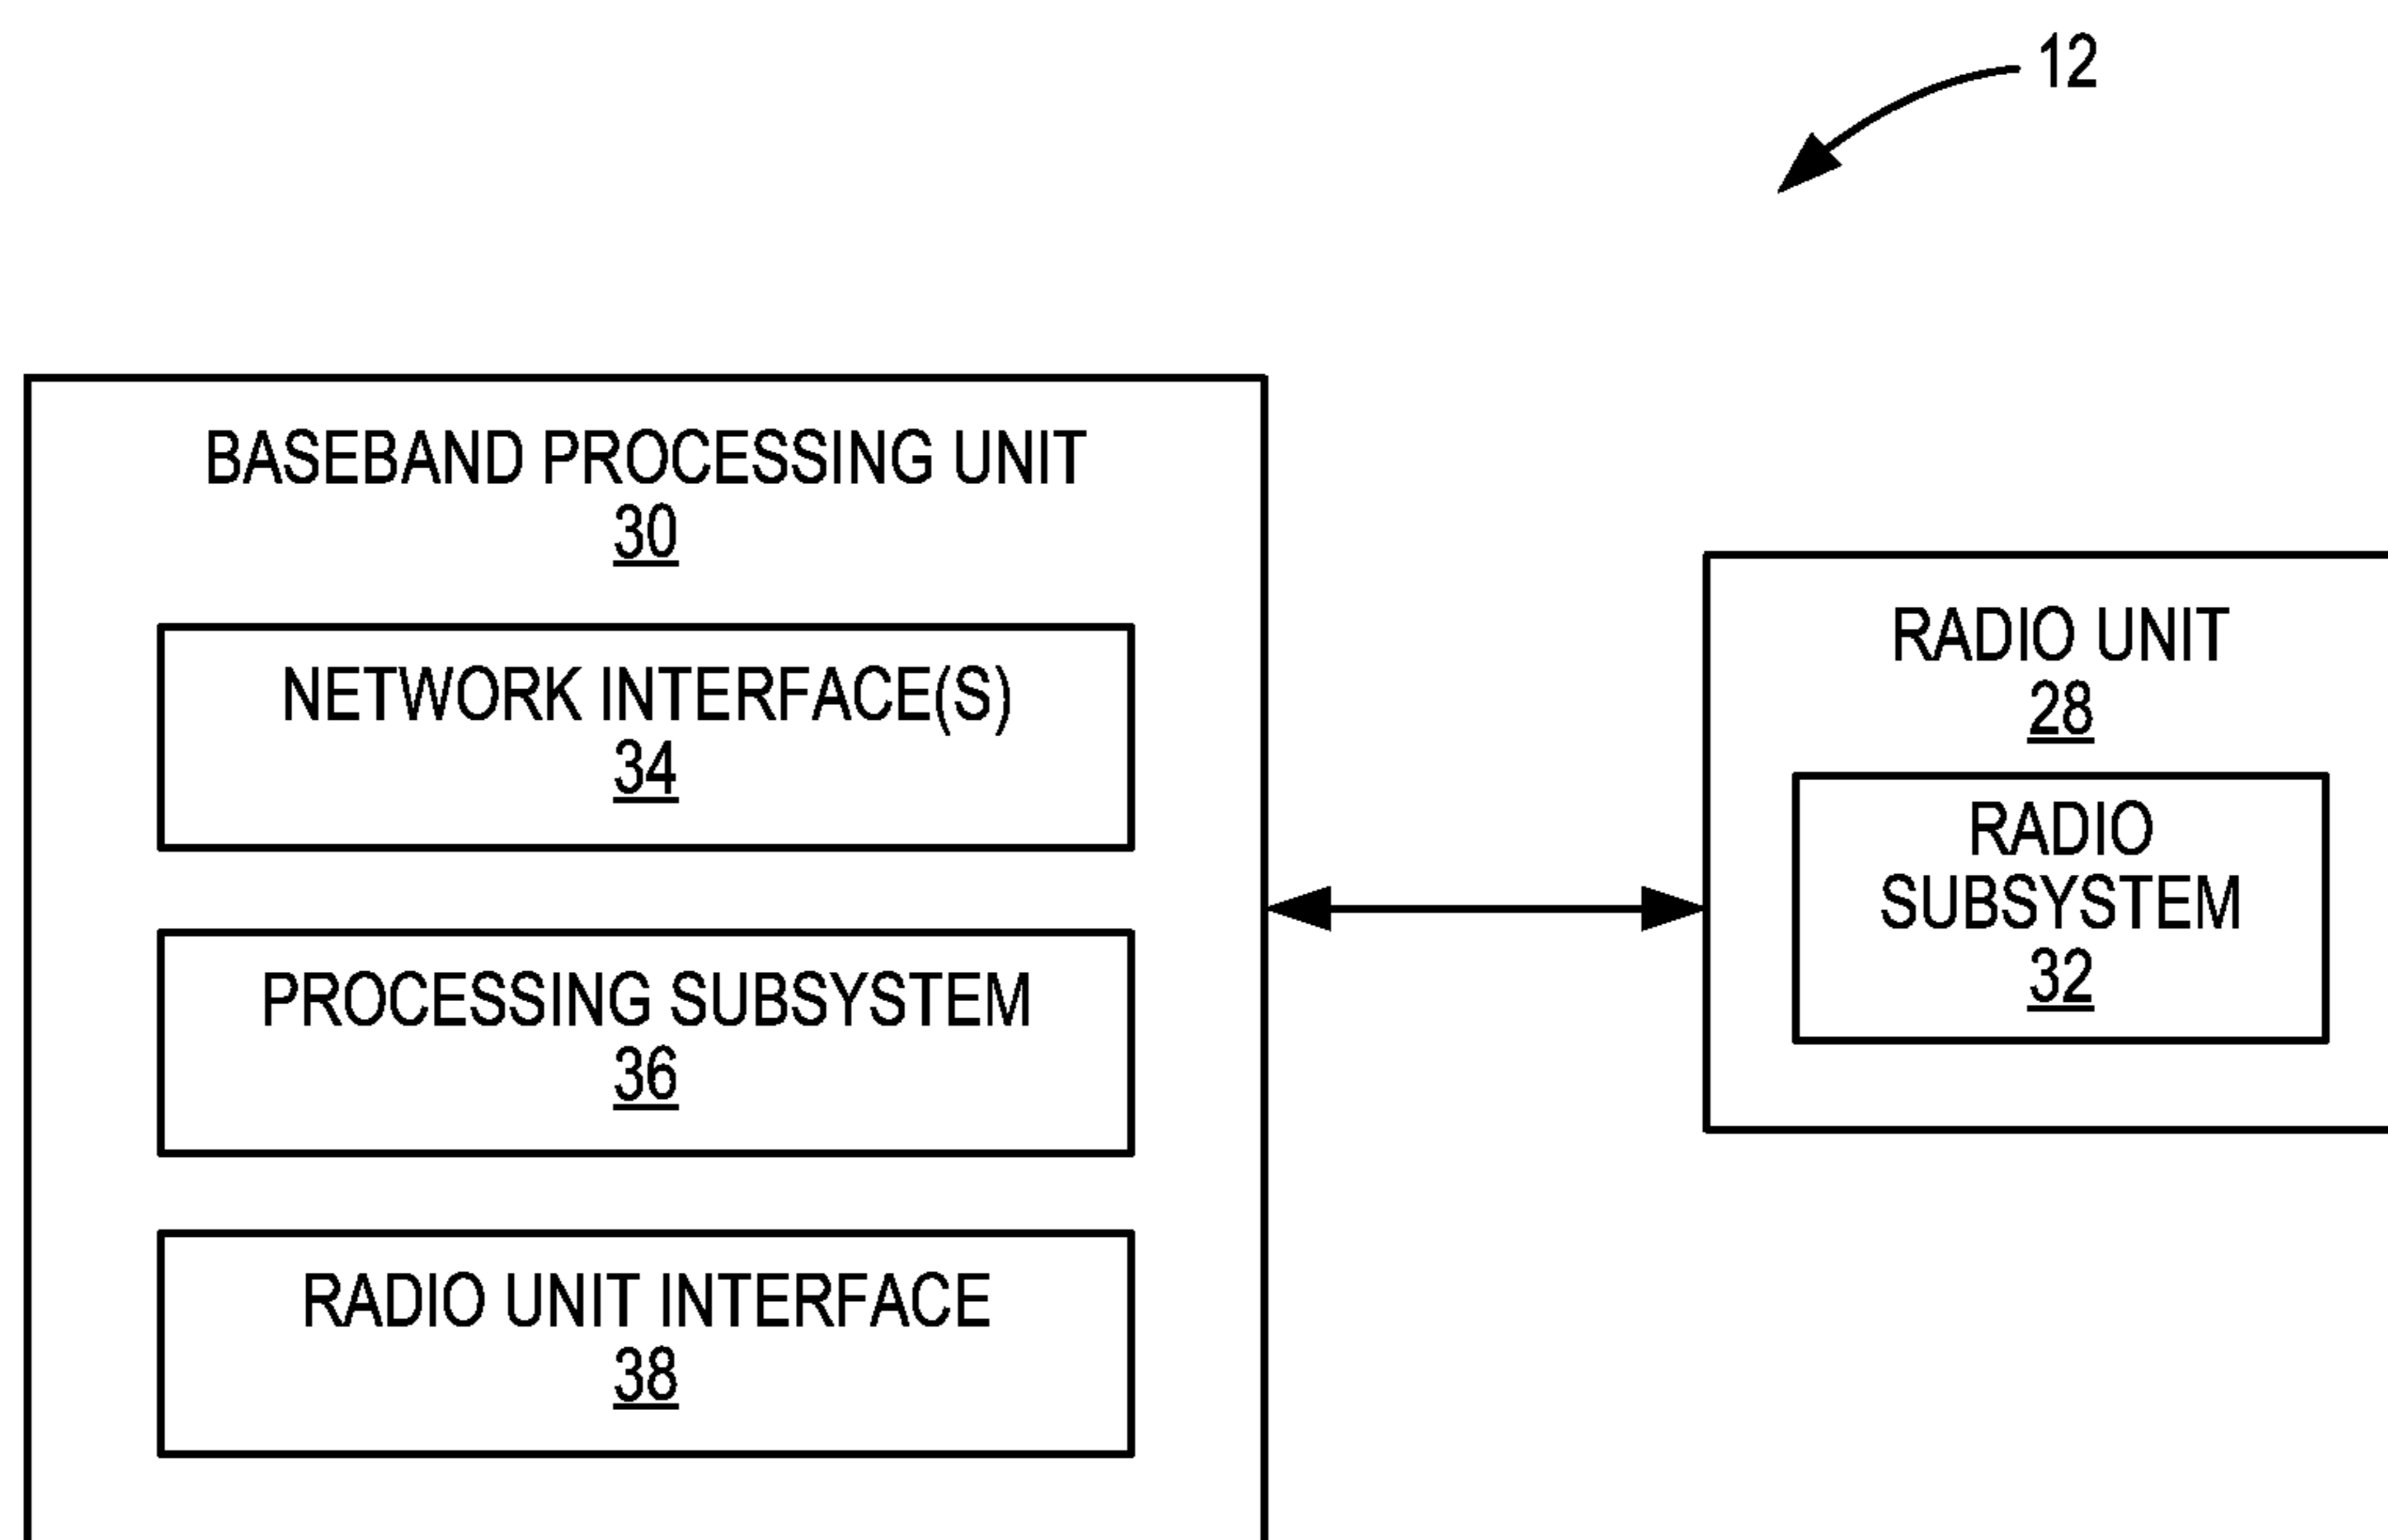 12
BASEBAND PROCESSING UNIT
30
NETWORK INTERFACE(S)
34
PROCESSING SUBSYSTEM
36
RADIO UNIT INTERFACE
38
RADIO UNIT
28
RADIO
SUBSYSTEM
32